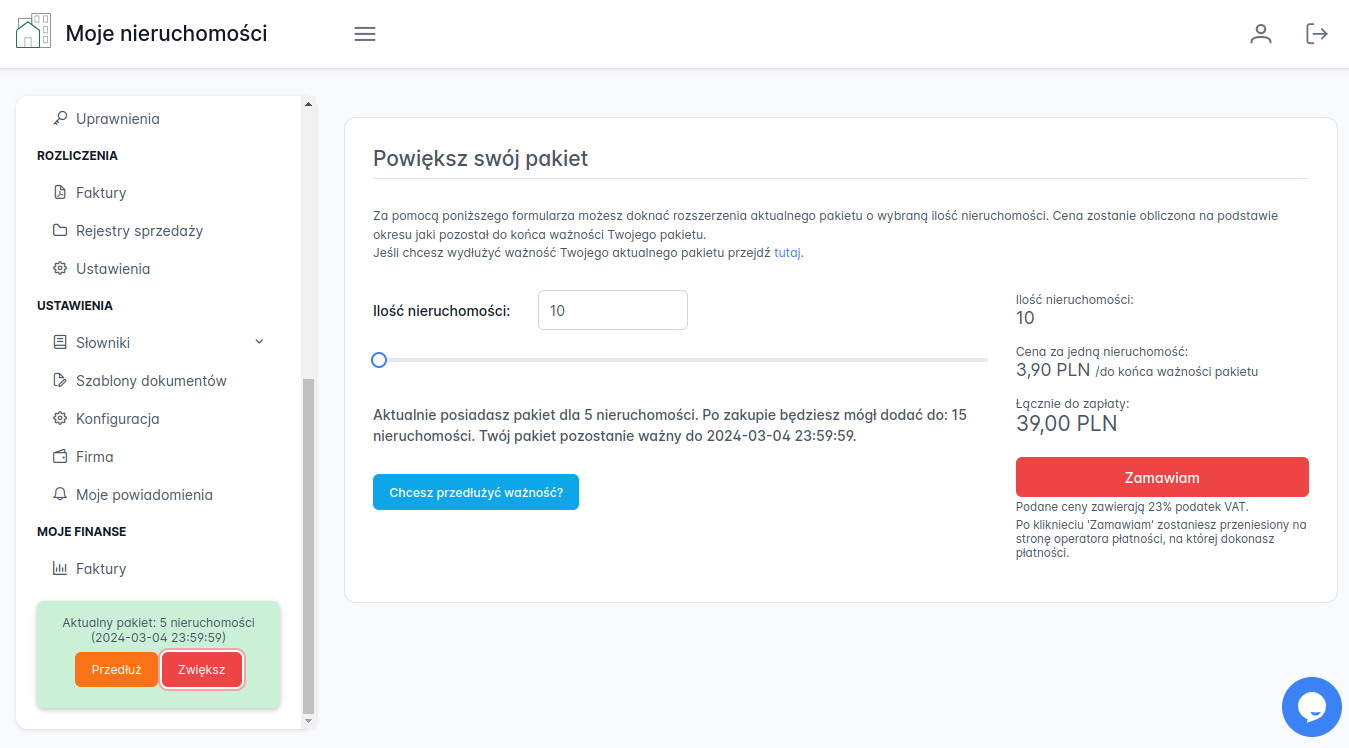 Moje nieruchomości
Uprawnienia
ROZLICZENIA
Faktury
Rejestry sprzedaży
Ustawienia
USTAWIENIA
Słowniki
Szablony dokumentów
Konfiguracja
Firma
Moje powiadomienia
MOJE FINANSE
Faktury
Aktualny pakiet: 5 nieruchomości
(2024-03-04 23:59:59)
Przedłuż
Zwiększ
Powiększ swój pakiet
Za pomocą poniższego formularza możesz doknać rozszerzenia aktualnego pakietu o wybraną ilość nieruchomości. Cena zostanie obliczona na podstawie
okresu jaki pozostał do końca ważności Twojego pakietu.
Jeśli chcesz wydłużyć ważność Twojego aktualnego pakietu przejdź tutaj.
Ilość nieruchomości:
10
Aktualnie posiadasz pakiet dla 5 nieruchomości. Po zakupie będziesz mógł dodać do: 15
nieruchomości. Twój pakiet pozostanie ważny do 2024-03-04 23:59:59.
Chcesz przedłużyć ważność?
Ilość nieruchomości:
10
Cena za jedną nieruchomość:
3,90 PLN /do końca ważności pakietu
Łącznie do zapłaty:
39,00 PLN
Zamawiam
Podane ceny zawierają 23% podatek VAT.
Po kliknieciu 'Zamawiam' zostaniesz przeniesiony na
stronę operatora płatności, na której dokonasz
płatności.